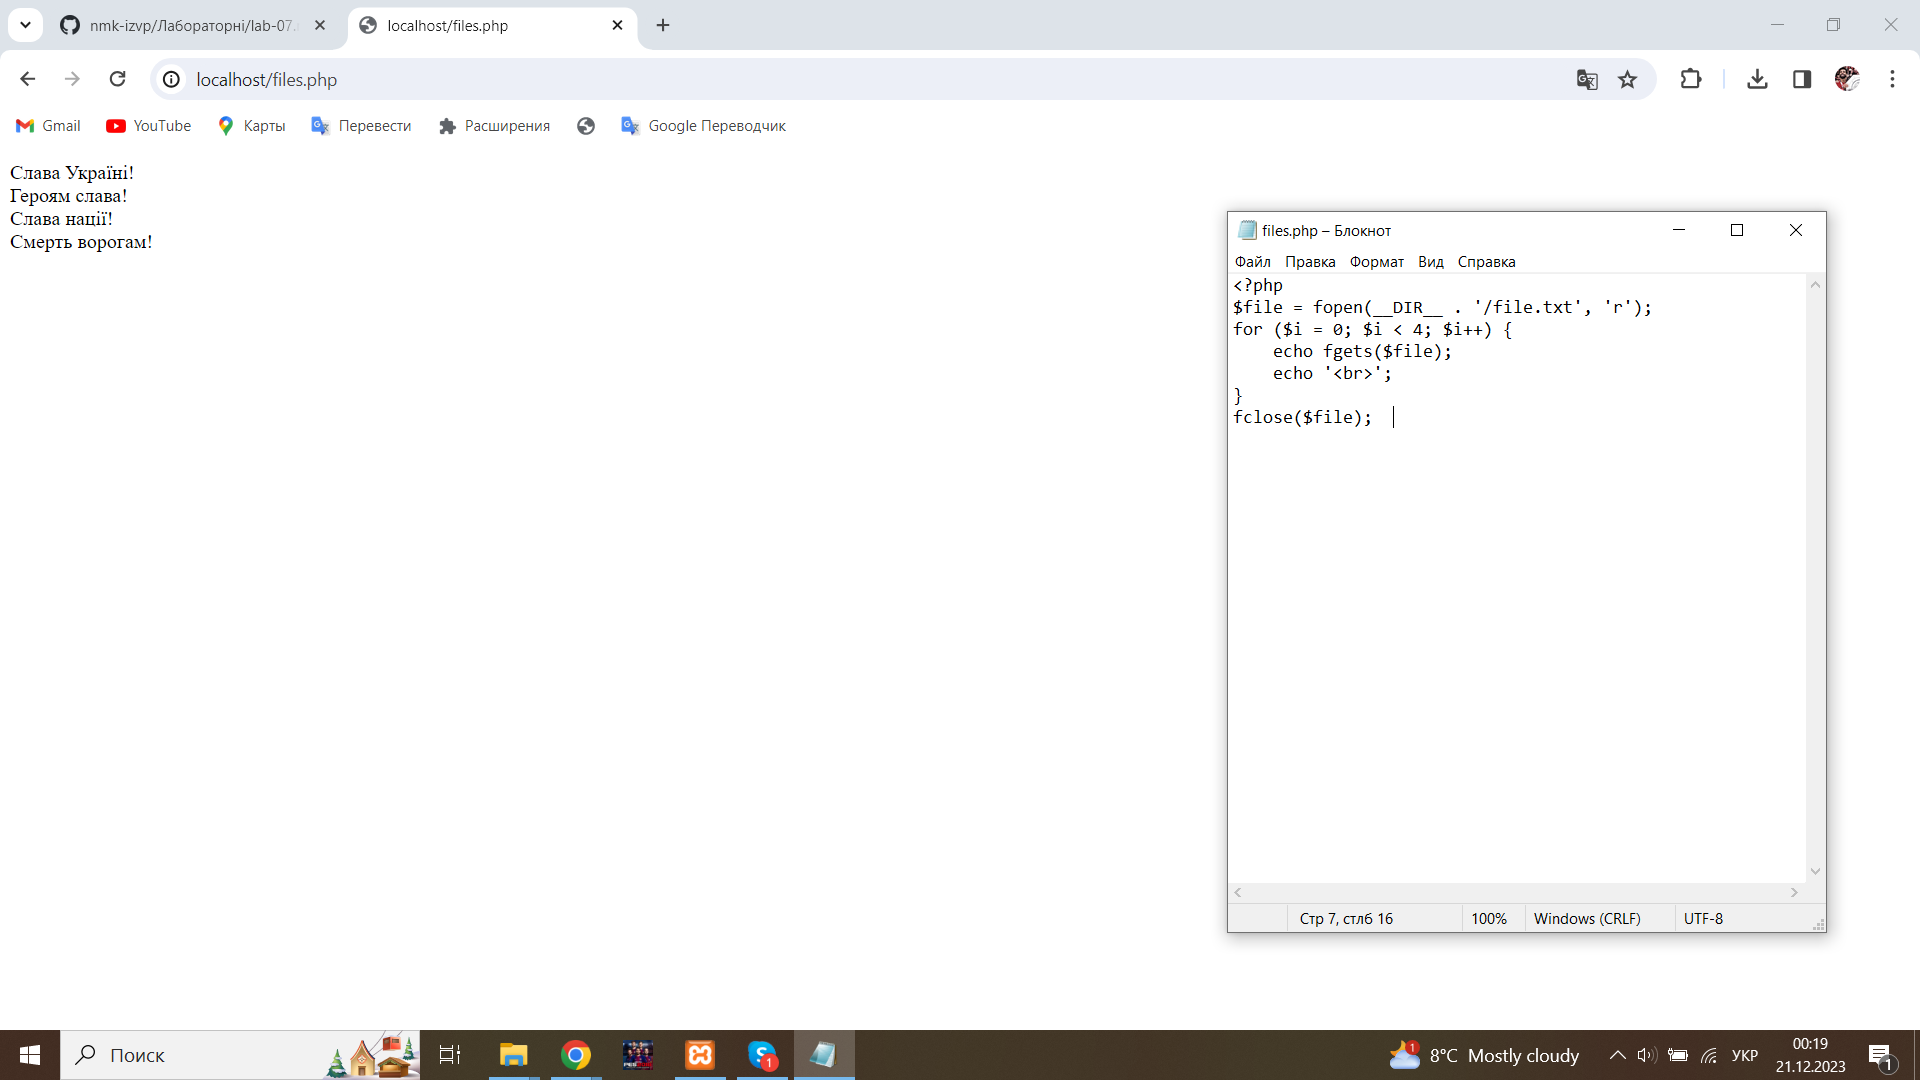 nmk-izvp/Лабораторні/lab-07.
localhost/files.php
localhost/files.php
Gmail
YouTube
Карты
Перевести
Расширения
Google Переводчик
Слава Україні!
Героям слава!
Слава нації!
Смерть ворогам!
files.php – Блокнот
Файл Правка Формат Вид Справка
<?php
$file = fopen(__DIR__ . '/file.txt', 'r');
for ($i = 0; $i < 4; $i++) {
    echo fgets($file);
    echo '<br>';
}
fclose($file);
Стр 7, стлб 16
100%
Windows (CRLF)
UTF-8
Поиск
1
1
8°C Mostly cloudy
УКР
00:19
21.12.2023
1